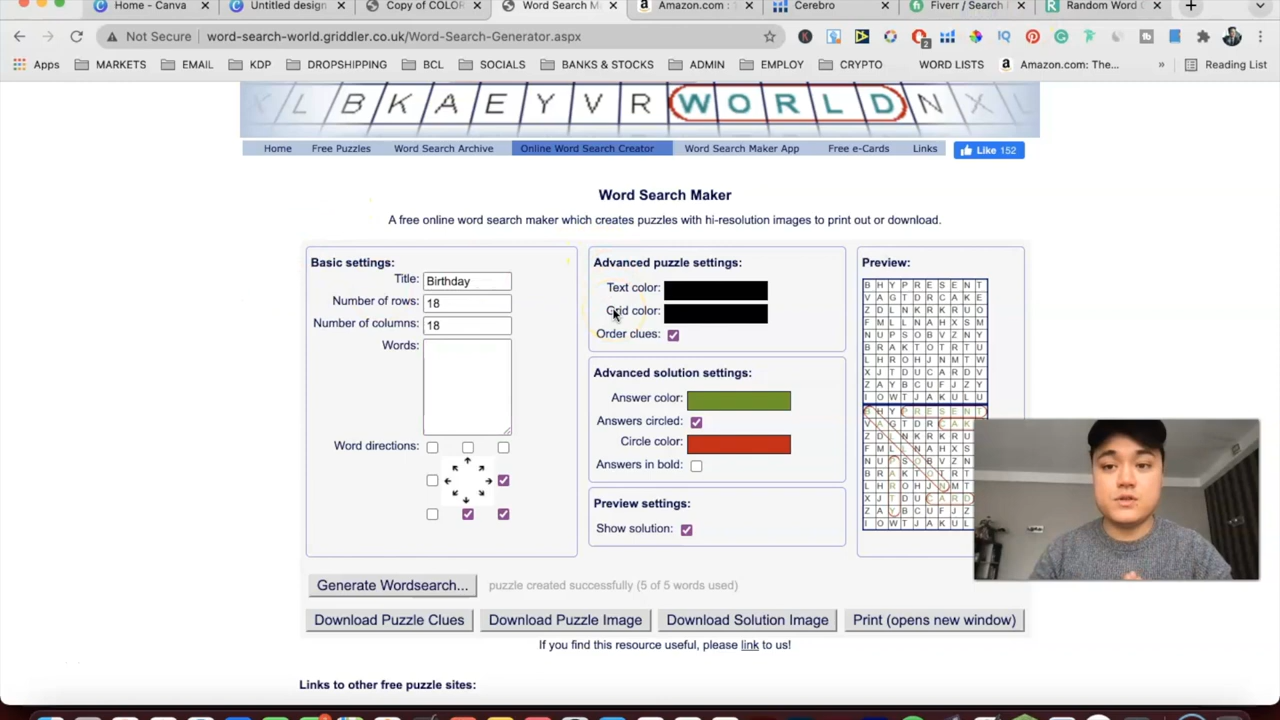 Home - Canva × Untitled design × Copy of COLOR × Word Search M × Amazon.com : × Cerebro × Fiverr / Search × Random Word ×
Not Secure word-search-world.griddler.co.uk/Word-Search-Generator.aspx
Apps MARKETS EMAIL KDP DROPSHIPPING BCL SOCIALS BANKS & STOCKS ADMIN EMPLOY CRYPTO WORD LISTS Amazon.com: The... » Reading List
X L B K A E Y V R W O R L D N X L
Home Free Puzzles Word Search Archive Online Word Search Creator Word Search Maker App Free e-Cards Links Like 152
Word Search Maker
A free online word search maker which creates puzzles with hi-resolution images to print out or download.
Basic settings: Advanced puzzle settings: Preview:
Title: Birthday Text color:
Number of rows: 18 Grid color:
Number of columns: 18 Order clues:
Words:
Advanced solution settings:
Answer color:
Answers circled:
Word directions: Circle color:
Answers in bold:
Preview settings:
Show solution:
B H Y P R E S E N T
V A G T D R C A K E
Z D L N K R K R U O
F M L L N A H X S M
N U P S O B V Z N Y
B R A K T O T R T U
L H R O H J N M T W
X J T D U C A R D V
Z A Y B C U F J Z Y
I O W T J A K U L U
B H Y P R E S E N T
V A G T D R C A K
Z D L N K R K R U
F M L L N A H X S
N U P S O B V Z N
B R A K T O T R T
L H R O H J N M T
X J T D U C A R D
Z A Y B C U F J Z
I O W T J A K U L
Generate Wordsearch... puzzle created successfully (5 of 5 words used)
Download Puzzle Clues Download Puzzle Image Download Solution Image Print (opens new window)
If you find this resource useful, please link to us!
Links to other free puzzle sites: